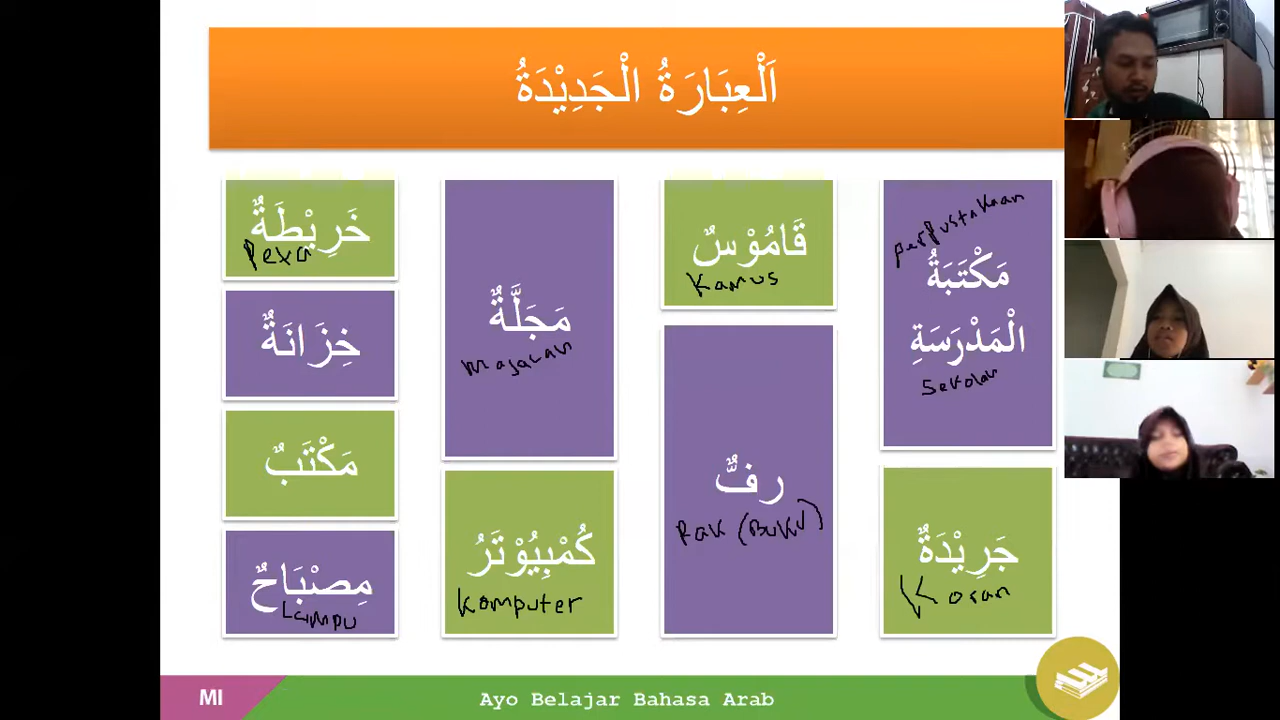 اَلْعِبَارَةُ الْجَدِيْدَةُ
perpustakaan
مَكْتَبَةُ
الْمَدْرَسَةِ
Sekolah
جَرِيْدَةٌ
Koran
قَامُوْسٌ
Kamus
رفٌّ
Rak (Buku)
مَجَلَّةٌ
Majalah
كُمْبِيُوْتَرُ
Komputer
خَرِيْطَةٌ
Peta
خِزَانَةٌ
مَكْتَبٌ
مِصْبَاحٌ
Lampu
MI
Ayo Belajar Bahasa Arab